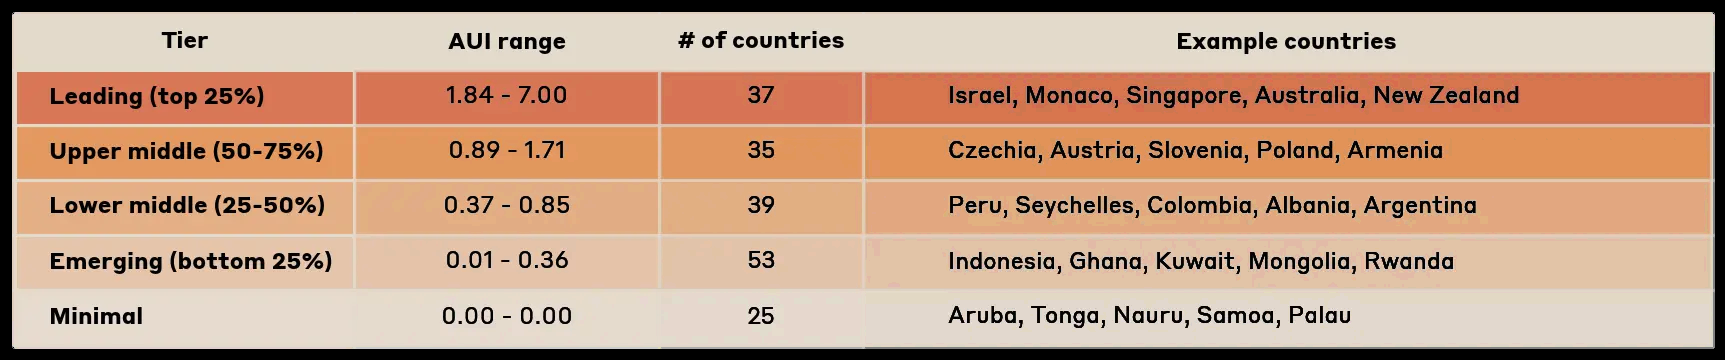 Tier AUI range # of countries Example countries
Leading (top 25%) 1.84 - 7.00 37 Israel, Monaco, Singapore, Australia, New Zealand
Upper middle (50-75%) 0.89 - 1.71 35 Czechia, Austria, Slovenia, Poland, Armenia
Lower middle (25-50%) 0.37 - 0.85 39 Peru, Seychelles, Colombia, Albania, Argentina
Emerging (bottom 25%) 0.01 - 0.36 53 Indonesia, Ghana, Kuwait, Mongolia, Rwanda
Minimal 0.00 - 0.00 25 Aruba, Tonga, Nauru, Samoa, Palau